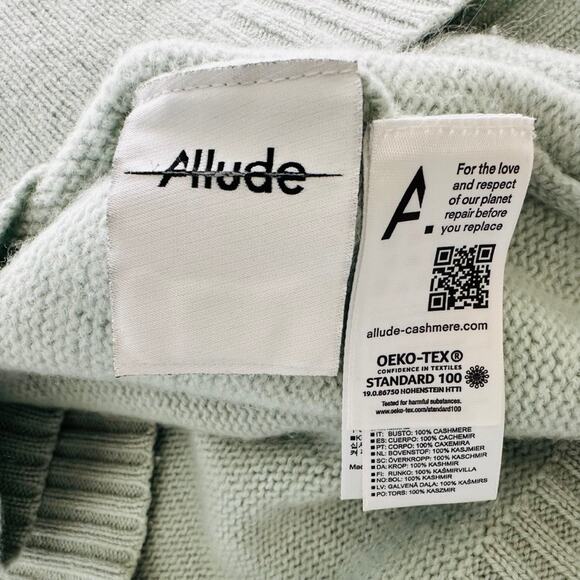 Allude
A.
For the love
and respect
of our planet
repair before
you replace
allude-cashmere.com
OEKO-TEX®
CONFIDENCE IN TEXTILES
STANDARD 100
19.0.86750 HOHENSTEIN HTTI
Tested for harmful substances.
www.oeko-tex.com/standard100
IT: BUSTO: 100% CASHMERE
ES: CUERPO: 100% CACHEMIR
PT: CORPO: 100% CAXEMIRA
NL: BOVENSTUK: 100% KASJMIER
SC: ÖVERKROPP: 100% KASCHMIR
DA: KROP: 100% KASHMIR
FI: RUNKO: 100% KAŠMIRVILLA
NO: BOL: 100% KASHMIR
LV: GALVENĀ DAĻA: 100% KAŠMIRS
PO: TORS: 100% KASZMIR
Made